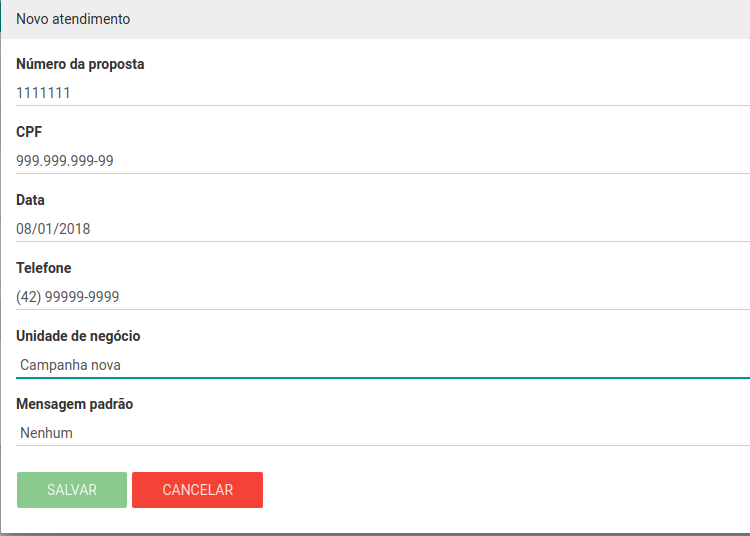 Novo atendimento
Número da proposta
1111111
CPF
999.999.999-99
Data
08/01/2018
Telefone
(42) 99999-9999
Unidade de negócio
Campanha nova
Mensagem padrão
Nenhum
SALVAR CANCELAR